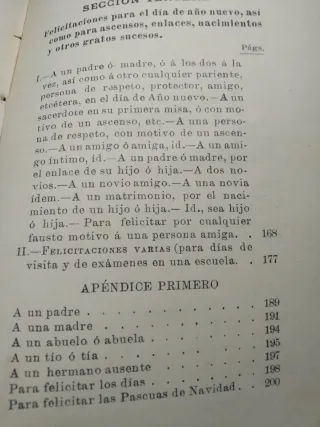 SECCIÓN
Felicitaciones para el día de año nuevo, así
como para ascensos, enlaces, nacimientos
y otros gratos sucesos.
Págs.
I.—A un padre ó madre, ó á los dos á la
vez, así como á otro cualquier pariente,
persona de respeto, protector, amigo,
etcétera, en el día de Año nuevo.—A un
sacerdote en su primera misa, ó con mo-
tivo de un ascenso, etc.—A una perso-
na de respeto, con motivo de un ascen-
so.—A un amigo ó amiga, íd.—A un ami-
go íntimo, íd.—A un padre ó madre, por
el enlace de su hijo ó hija.—A dos no-
vios.—A un novio amigo.—A una novia
ídem.—A un matrimonio, por el naci-
miento de un hijo ó hija.—Id., sea hijo
ó hija.—Para felicitar por cualquier
fausto motivo á una persona amiga. . 168
II.—FELICITACIONES VARIAS (para días de
visita y de exámenes en una escuela. . 177
APÉNDICE PRIMERO
A un padre . . . . . . . . . . 189
A una madre . . . . . . . . . 191
A un abuelo ó abuela . . . . . . 194
A un tío ó tía . . . . . . . . . 195
A un hermano ausente . . . . . . 197
Para felicitar los días . . . . . . 198
Para felicitar las Pascuas de Navidad . . 200